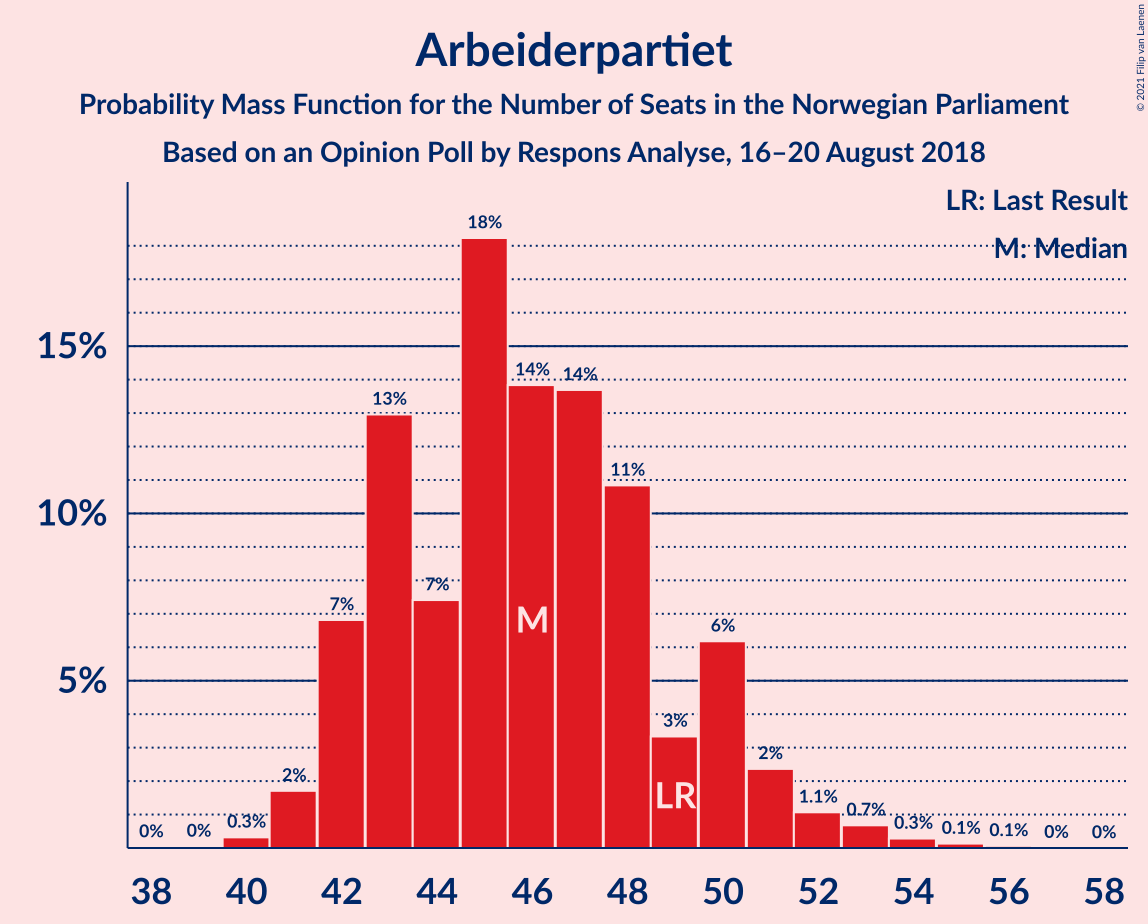 Arbeiderpartiet
Probability Mass Function for the Number of Seats in the Norwegian Parliament
Based on an Opinion Poll by Respons Analyse, 16–20 August 2018
© 2021 Filip van Laenen
LR: Last Result
M: Median
15%
10%
5%
0% 0% 0.3% 2% 7% 13% 7% 18% 14% 14% 11% 3% 6% 2% 1.1% 0.7% 0.3% 0.1% 0.1% 0% 0%
M
LR
38 40 42 44 46 48 50 52 54 56 58